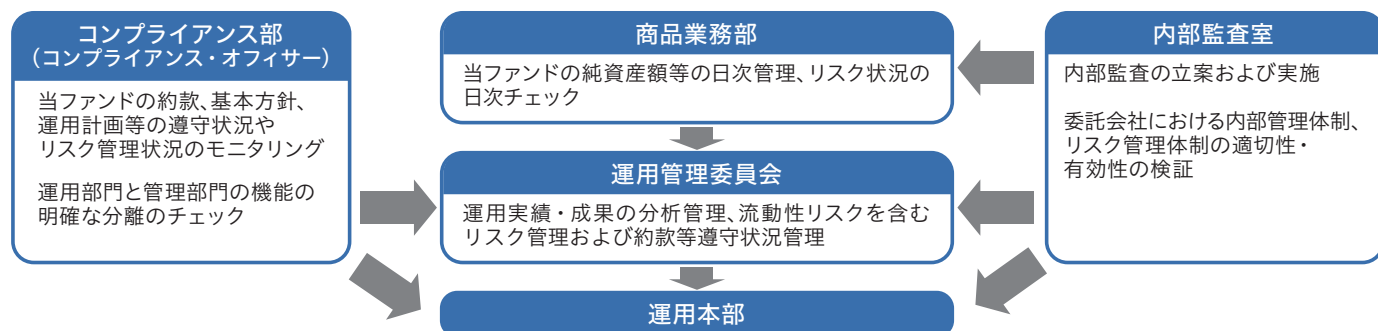 コンプライアンス部
（コンプライアンス・オフィサー）
当ファンドの約款、基本方針、
運用計画等の遵守状況や
リスク管理状況のモニタリング
運用部門と管理部門の機能の
明確な分離のチェック
商品業務部
当ファンドの純資産額等の日次管理、リスク状況の
日次チェック
運用管理委員会
運用実績・成果の分析管理、流動性リスクを含む
リスク管理および約款等遵守状況管理
運用本部
内部監査室
内部監査の立案および実施
委託会社における内部管理体制、
リスク管理体制の適切性・
有効性の検証